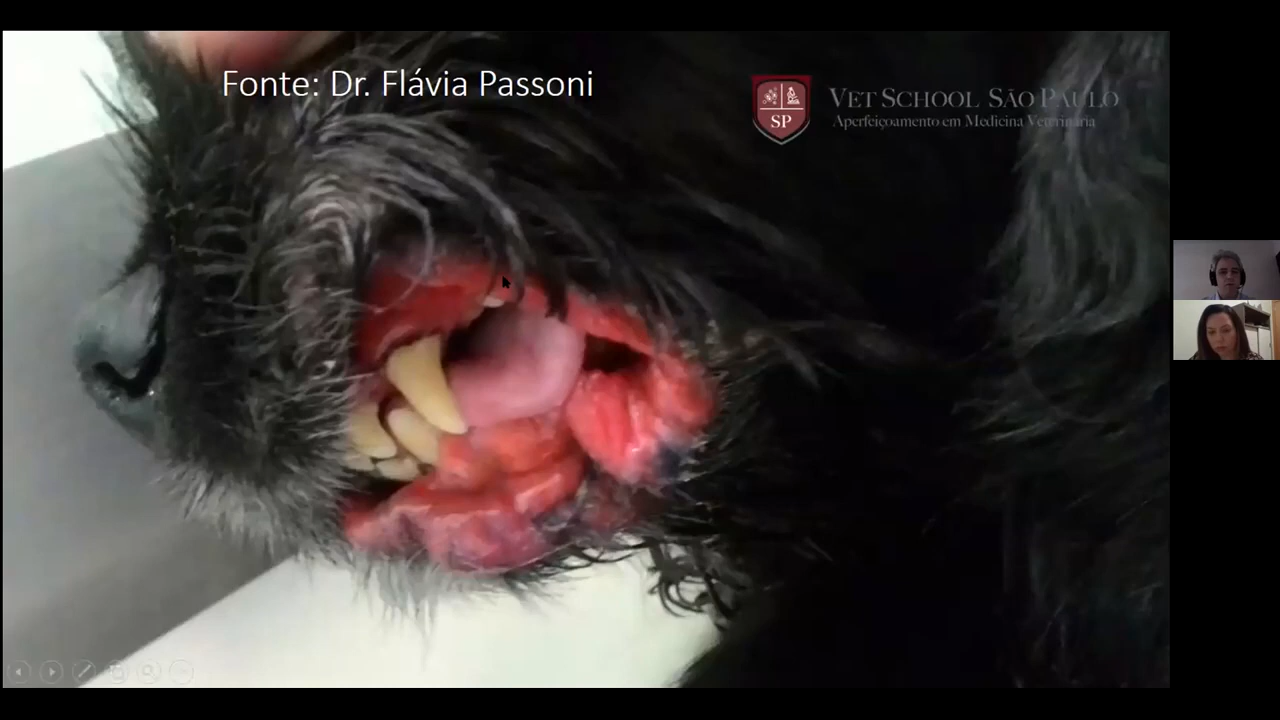 Fonte: Dr. Flávia Passoni
VET SCHOOL SÃO PAULO
Aperfeiçoamento em Medicina Veterinária
SP